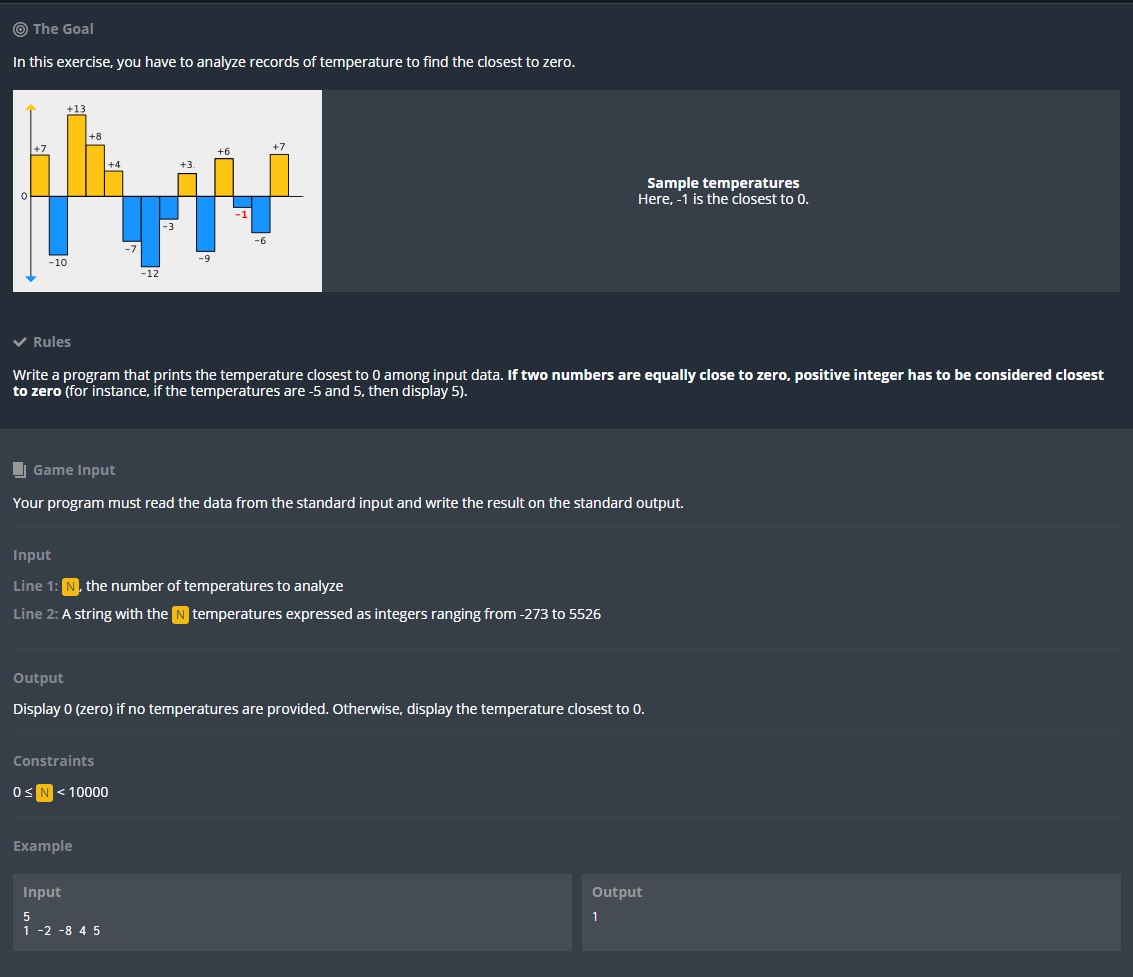 The Goal
In this exercise, you have to analyze records of temperature to find the closest to zero.
+13
+8
+7
+4
+3
+6
+7
0
-10
-7
-12
-3
-9
-1
-6
Sample temperatures
Here, -1 is the closest to 0.
Rules
Write a program that prints the temperature closest to 0 among input data. If two numbers are equally close to zero, positive integer has to be considered closest
to zero (for instance, if the temperatures are -5 and 5, then display 5).
Game Input
Your program must read the data from the standard input and write the result on the standard output.
Input
Line 1: N, the number of temperatures to analyze
Line 2: A string with the N temperatures expressed as integers ranging from -273 to 5526
Output
Display 0 (zero) if no temperatures are provided. Otherwise, display the temperature closest to 0.
Constraints
0 ≤ N < 10000
Example
Input
5
1 -2 -8 4 5
Output
1